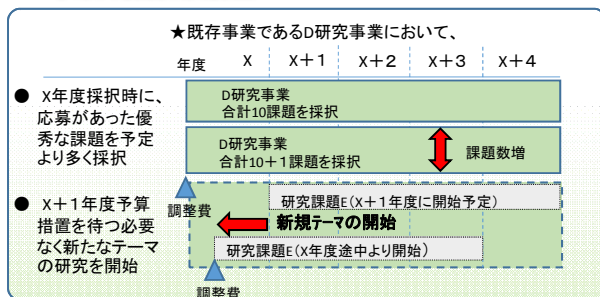 ★既存事業であるD研究事業において、
年度 X X+1 X+2 X+3 X+4
● X年度採択時に、
応募があった優
秀な課題を予定
より多く採択
D研究事業
合計10課題を採択
D研究事業
合計10+1課題を採択
課題数増
調整費
● X+1年度予算
措置を待つ必要
なく新たなテーマ
の研究を開始
研究課題E(X+1年度に開始予定)
新規テーマの開始
研究課題E(X年度途中より開始)
調整費